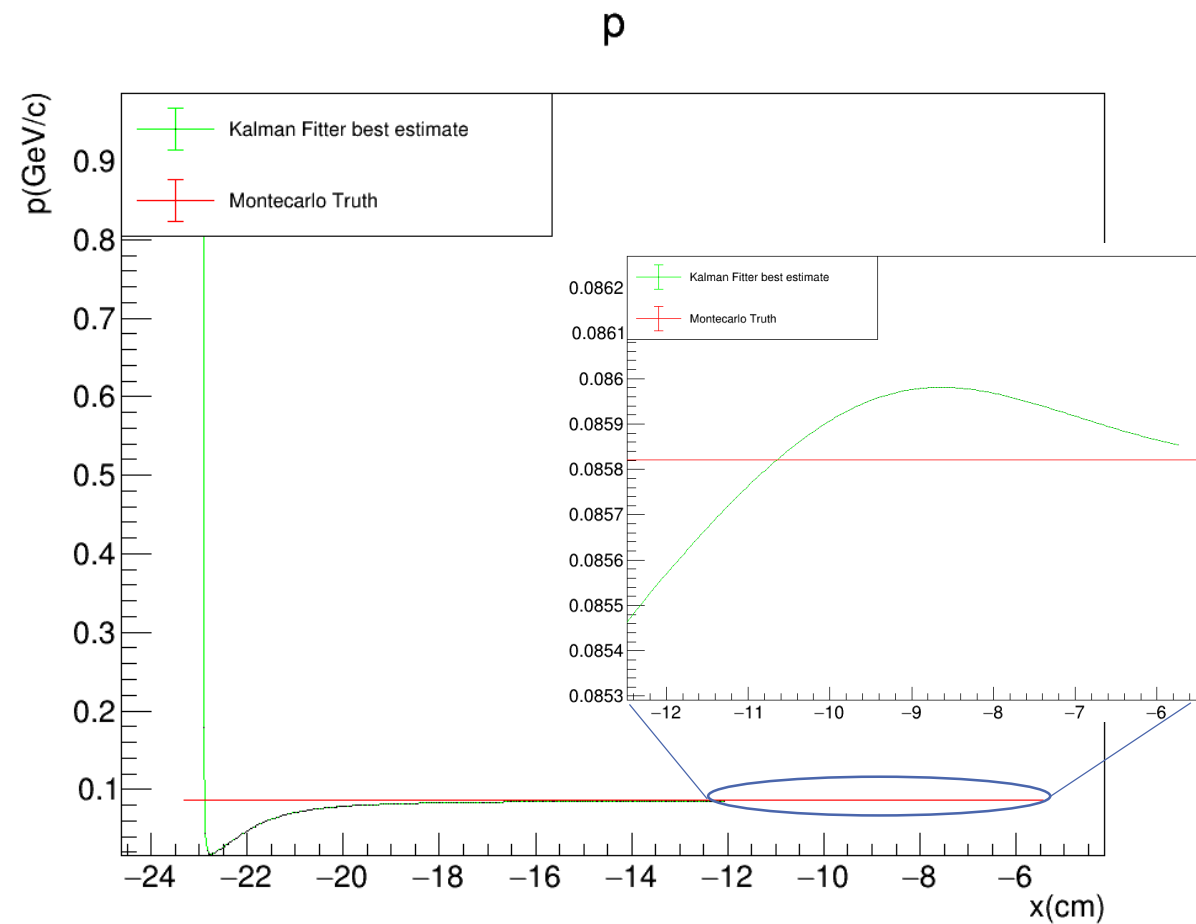 p
p(GeV/c)
Kalman Fitter best estimate
Montecarlo Truth
0.9
0.8
0.7
0.6
0.5
0.4
0.3
0.2
0.1
Kalman Fitter best estimate
Montecarlo Truth
0.0862
0.0861
0.086
0.0859
0.0858
0.0857
0.0856
0.0855
0.0854
0.0853
−12 −11 −10 −9 −8 −7 −6
−24 −22 −20 −18 −16 −14 −12 −10 −8 −6
x(cm)